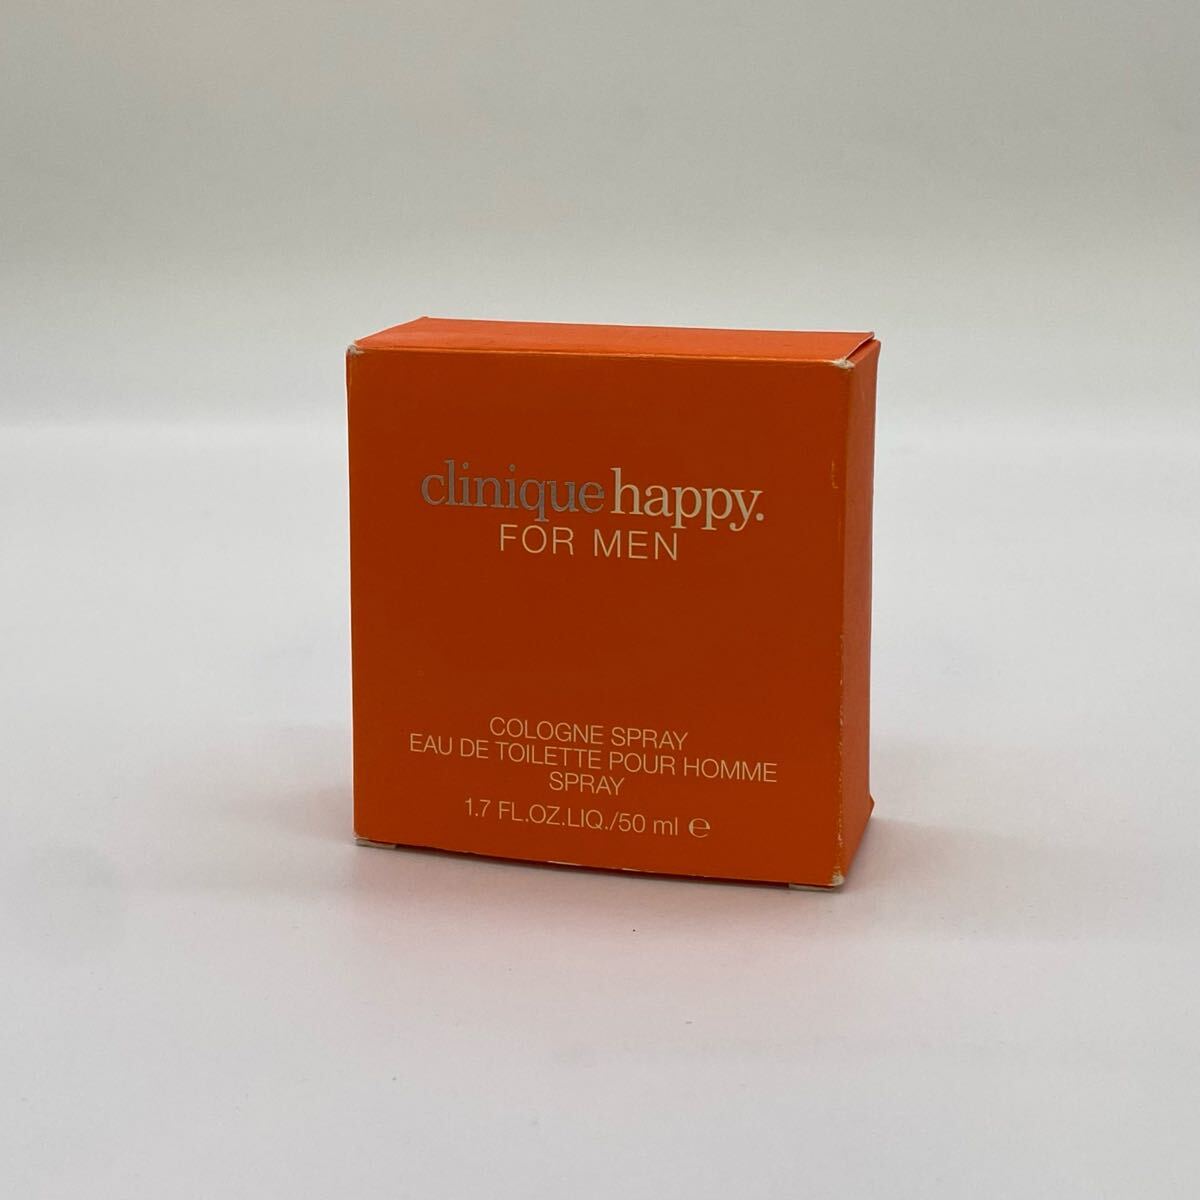 clinique happy.
FOR MEN
COLOGNE SPRAY
EAU DE TOILETTE POUR HOMME
SPRAY
1.7 FL.OZ.LIQ./50 ml ℮